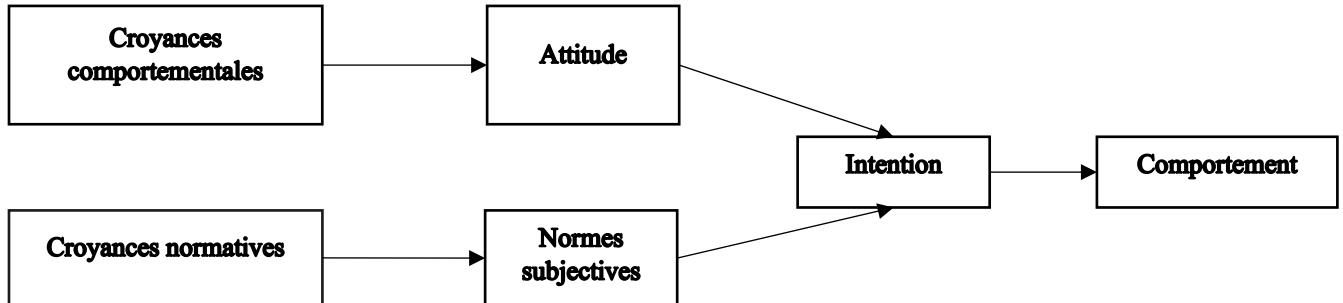 Croyances
comportementales
Attitude
Intention
Comportement
Croyances normatives
Normes
subjectives